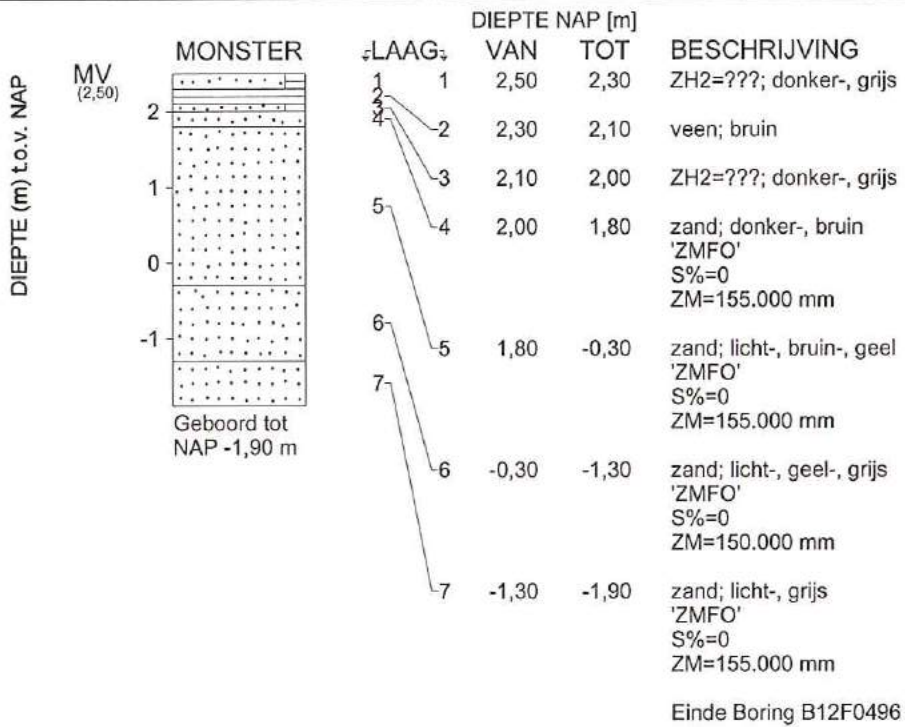 DIEPTE NAP [m]
MONSTER LAAG VAN TOT BESCHRIJVING
MV
(2,50)
DIEPTE (m) t.o.v. NAP
2
1
0
-1
Geboord tot
NAP -1,90 m
1 1 2,50 2,30 ZH2=???; donker-, grijs
2 2 2,30 2,10 veen; bruin
3 3 2,10 2,00 ZH2=???; donker-, grijs
4 4 2,00 1,80 zand; donker-, bruin
'ZMFO'
S%=0
ZM=155.000 mm
5 5 1,80 -0,30 zand; licht-, bruin-, geel
'ZMFO'
S%=0
ZM=155.000 mm
6 6 -0,30 -1,30 zand; licht-, geel-, grijs
'ZMFO'
S%=0
ZM=150.000 mm
7 7 -1,30 -1,90 zand; licht-, grijs
'ZMFO'
S%=0
ZM=155.000 mm
Einde Boring B12F0496